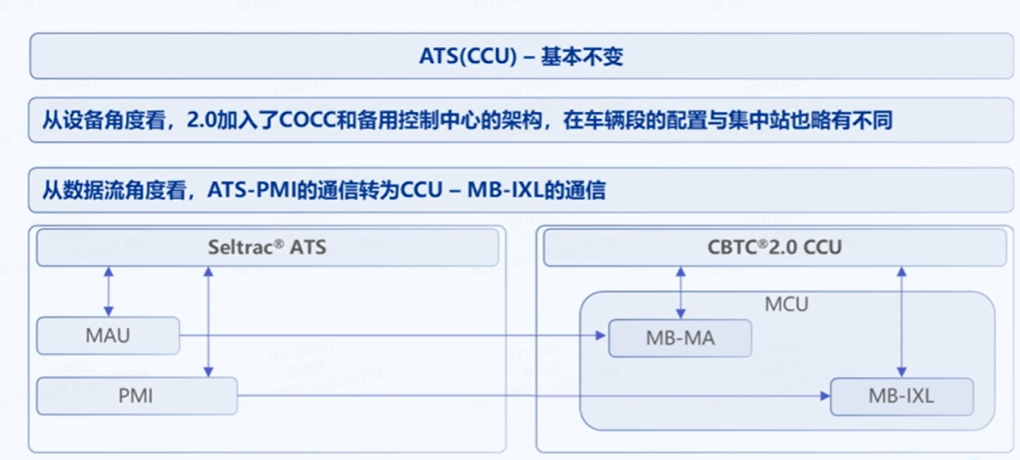 ATS(CCU) – 基本不变
从设备角度看，2.0加入了COCC和备用控制中心的架构，在车辆段的配置与集中站也略有不同
从数据流角度看，ATS-PMI的通信转为CCU – MB-IXL的通信
Seltrac® ATS
CBTC®2.0 CCU
MCU
MAU
MB-MA
PMI
MB-IXL